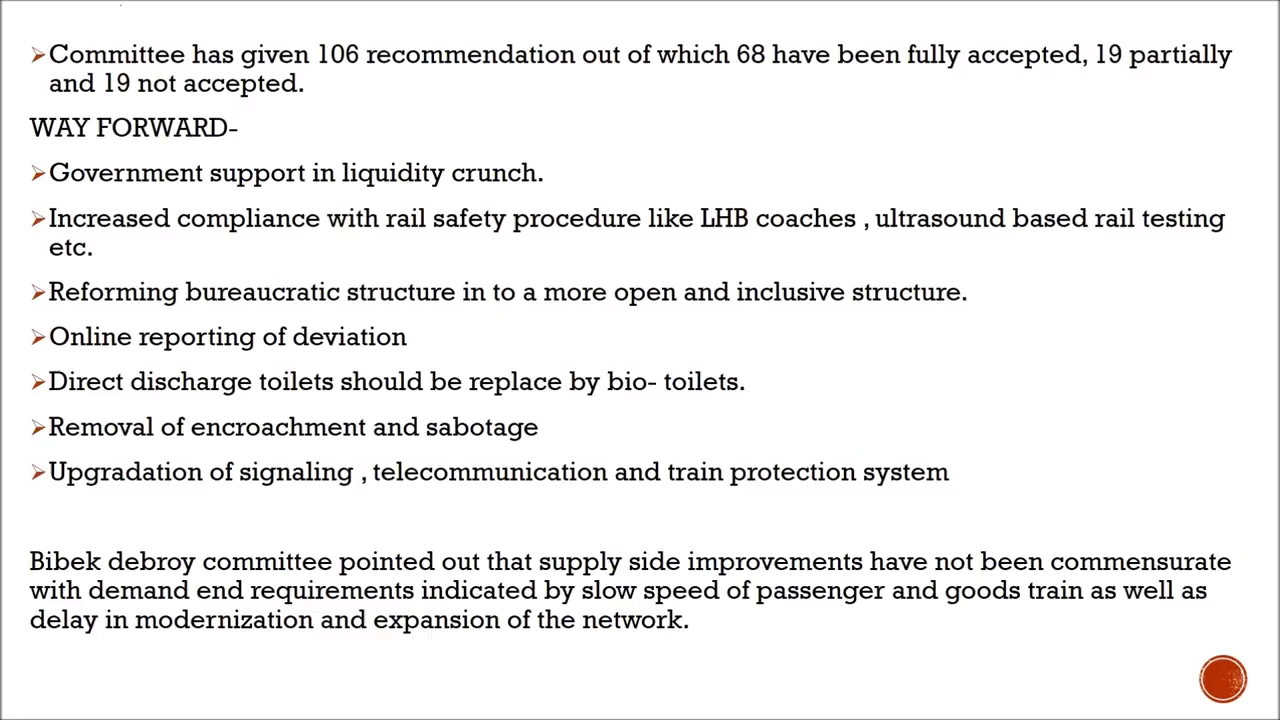 ➢Committee has given 106 recommendation out of which 68 have been fully accepted, 19 partially
and 19 not accepted.
WAY FORWARD-
➢Government support in liquidity crunch.
➢Increased compliance with rail safety procedure like LHB coaches , ultrasound based rail testing
etc.
➢Reforming bureaucratic structure in to a more open and inclusive structure.
➢Online reporting of deviation
➢Direct discharge toilets should be replace by bio- toilets.
➢Removal of encroachment and sabotage
➢Upgradation of signaling , telecommunication and train protection system
Bibek debroy committee pointed out that supply side improvements have not been commensurate
with demand end requirements indicated by slow speed of passenger and goods train as well as
delay in modernization and expansion of the network.